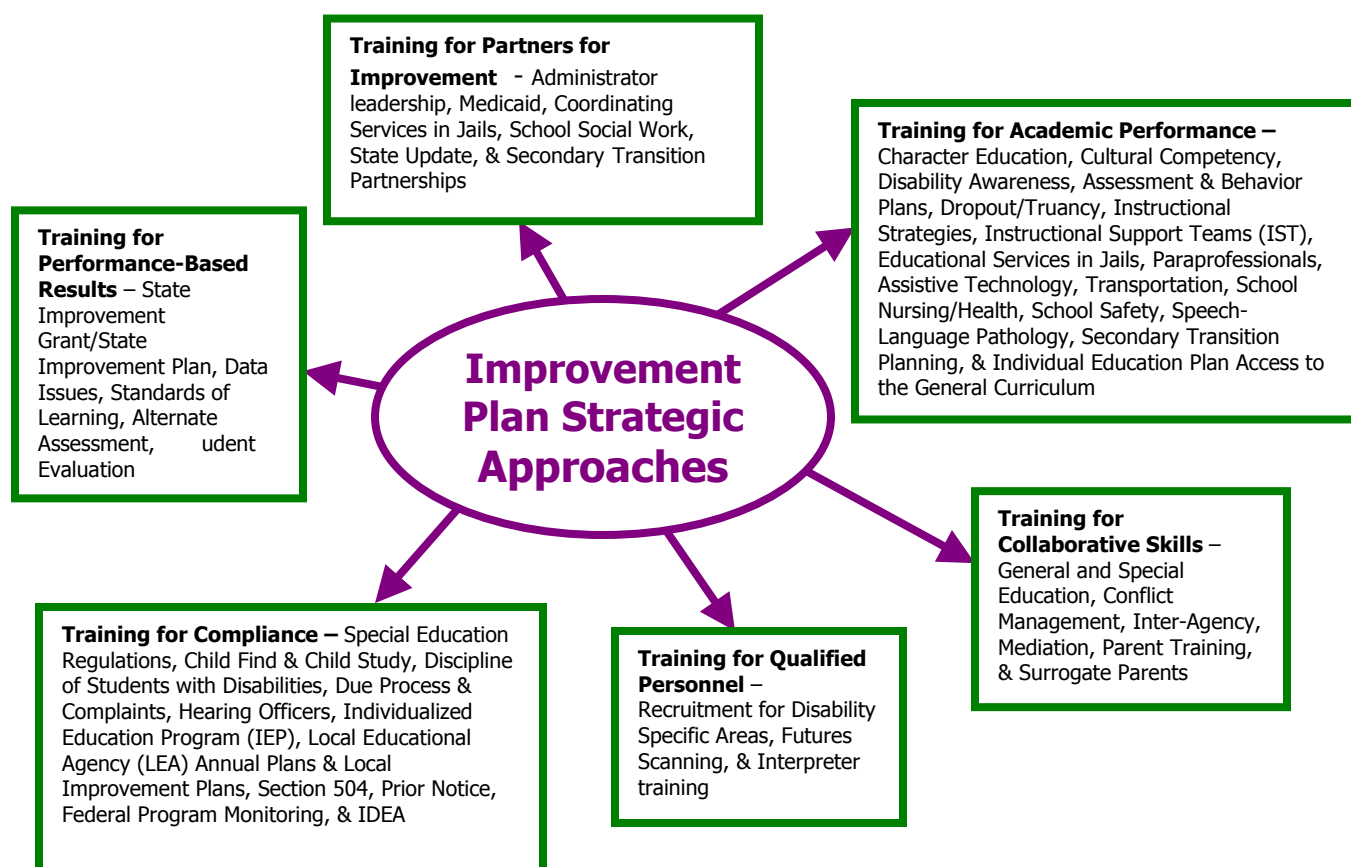 Training for Partners for
Improvement - Administrator
leadership, Medicaid, Coordinating
Services in Jails, School Social Work,
State Update, & Secondary Transition
Partnerships
Training for Academic Performance –
Character Education, Cultural Competency,
Disability Awareness, Assessment & Behavior
Plans, Dropout/Truancy, Instructional
Strategies, Instructional Support Teams (IST),
Educational Services in Jails, Paraprofessionals,
Assistive Technology, Transportation, School
Nursing/Health, School Safety, Speech-
Language Pathology, Secondary Transition
Planning, & Individual Education Plan Access to
the General Curriculum
Training for
Performance-Based
Results – State
Improvement
Grant/State
Improvement Plan, Data
Issues, Standards of
Learning, Alternate
Assessment, udent
Evaluation
Improvement
Plan Strategic
Approaches
Training for
Collaborative Skills –
General and Special
Education, Conflict
Management, Inter-Agency,
Mediation, Parent Training,
& Surrogate Parents
Training for Compliance – Special Education
Regulations, Child Find & Child Study, Discipline
of Students with Disabilities, Due Process &
Complaints, Hearing Officers, Individualized
Education Program (IEP), Local Educational
Agency (LEA) Annual Plans & Local
Improvement Plans, Section 504, Prior Notice,
Federal Program Monitoring, & IDEA
Training for Qualified
Personnel –
Recruitment for Disability
Specific Areas, Futures
Scanning, & Interpreter
training